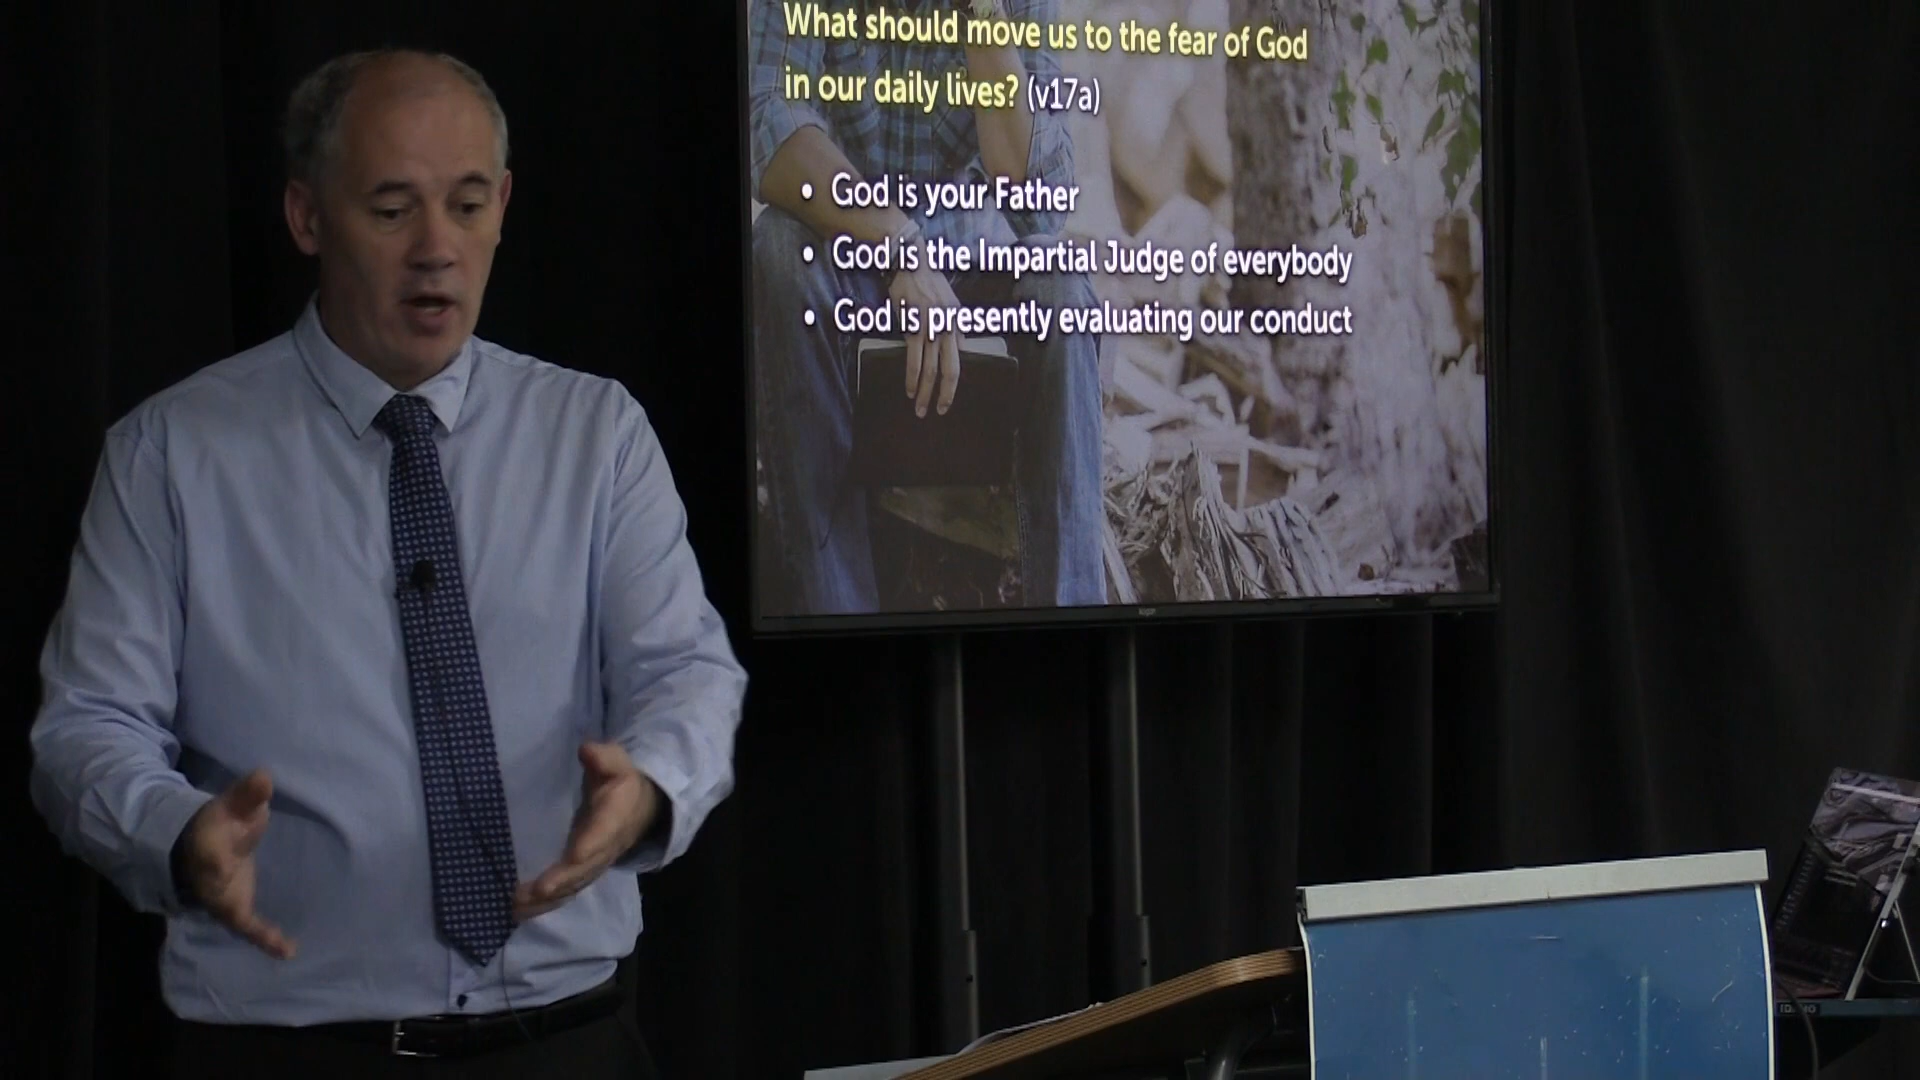 What should move us to the fear of God
in our daily lives? (v17a)
• God is your Father
• God is the Impartial Judge of everybody
• God is presently evaluating our conduct